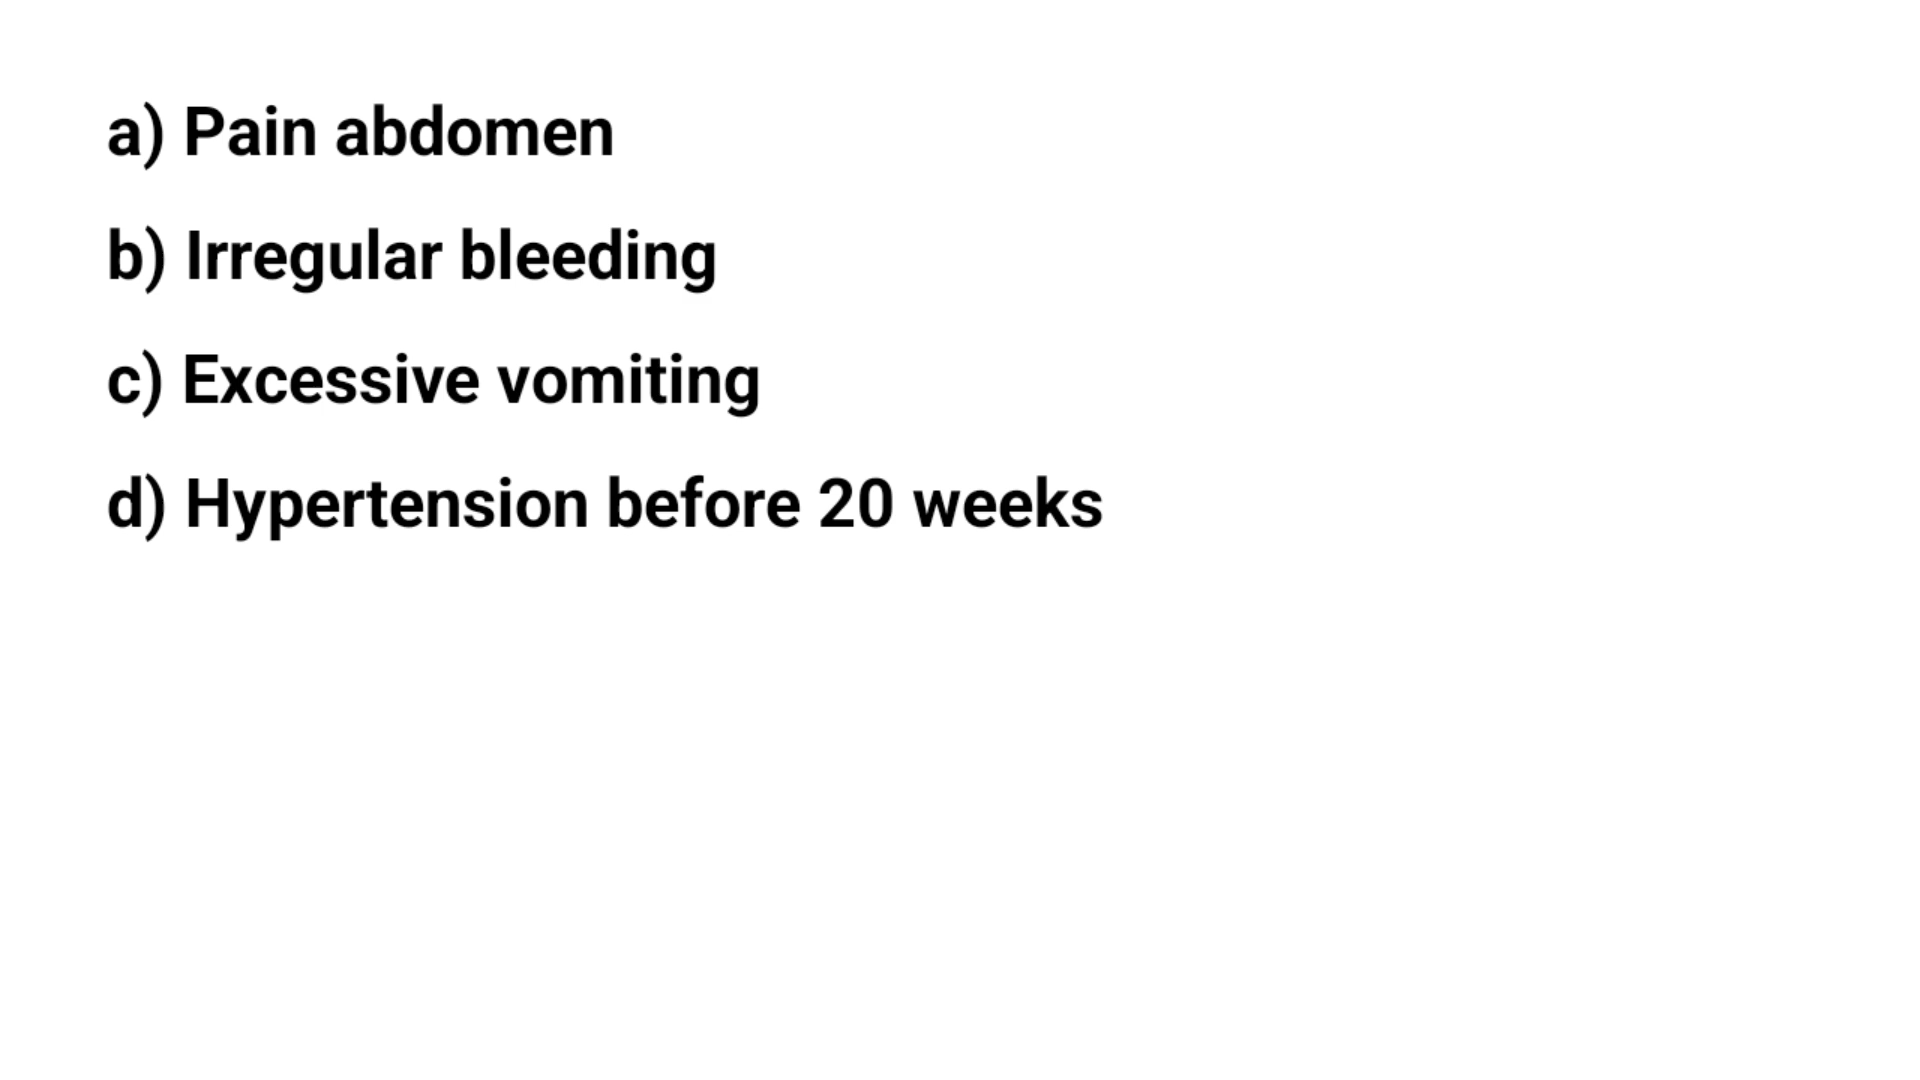 a) Pain abdomen
b) Irregular bleeding
c) Excessive vomiting
d) Hypertension before 20 weeks